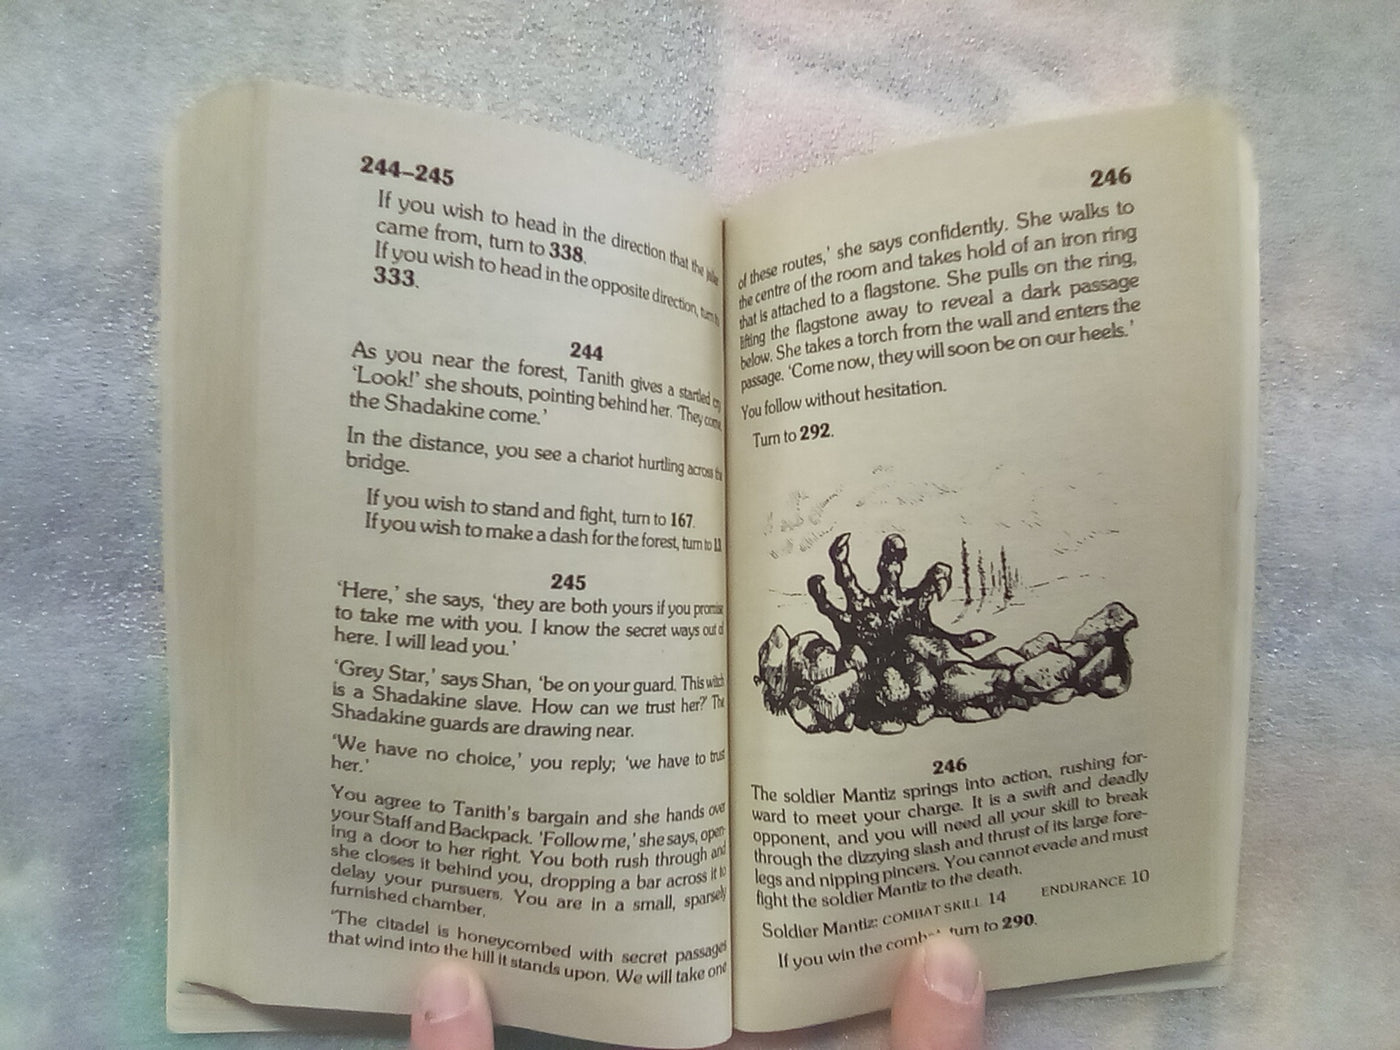 244–245
If you wish to head in the direction that the
came from, turn to 338.
If you wish to head in the opposite direction, turn to
333.
244
As you near the forest, Tanith gives a startled cry
‘Look!’ she shouts, pointing behind her. ‘They come,
the Shadakine come.’
In the distance, you see a chariot hurtling across the
bridge.
If you wish to stand and fight, turn to 167.
If you wish to make a dash for the forest, turn to
245
‘Here,’ she says, ‘they are both yours if you promise
to take me with you. I know the secret ways out of
here. I will lead you.’
‘Grey Star,’ says Shan, ‘be on your guard. This witch
is a Shadakine slave. How can we trust her?’ The
Shadakine guards are drawing near.
‘We have no choice,’ you reply; ‘we have to trust
her.’
You agree to Tanith’s bargain and she hands over
your Staff and Backpack. ‘Follow me,’ she says, open-
ing a door to her right. You both rush through and
she closes it behind you, dropping a bar across it to
delay your pursuers. You are in a small, sparsely
furnished chamber.
‘The citadel is honeycombed with secret passages
that wind into the hill it stands upon. We will take one
246
of these routes,’ she says confidently. She walks to
the centre of the room and takes hold of an iron ring
that is attached to a flagstone. She pulls on the ring,
lifting the flagstone away to reveal a dark passage
below. She takes a torch from the wall and enters the
passage. ‘Come now, they will soon be on our heels.’
You follow without hesitation.
Turn to 292.
246
The soldier Mantiz springs into action, rushing for-
ward to meet your charge. It is a swift and deadly
opponent, and you will need all your skill to break
through the dizzying slash and thrust of its large fore-
legs and nipping pincers. You cannot evade and must
fight the soldier Mantiz to the death.
Soldier Mantiz: COMBAT SKILL 14 ENDURANCE 10
If you win the combat, turn to 290.